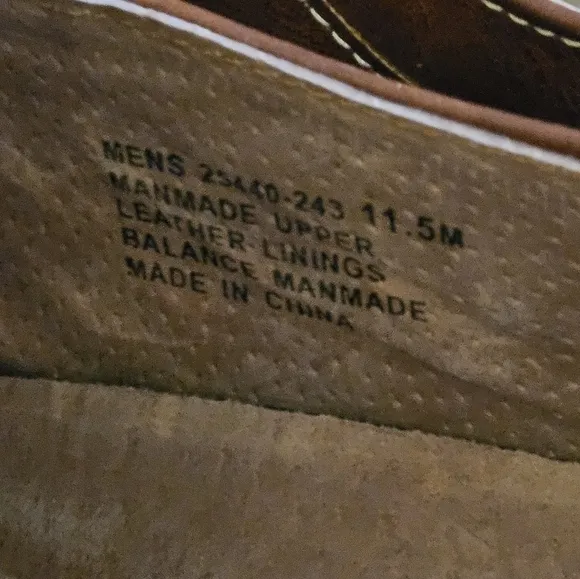 MENS 25440-243 11.5M
MANMADE UPPER
LEATHER LININGS
BALANCE MANMADE
MADE IN CHINA